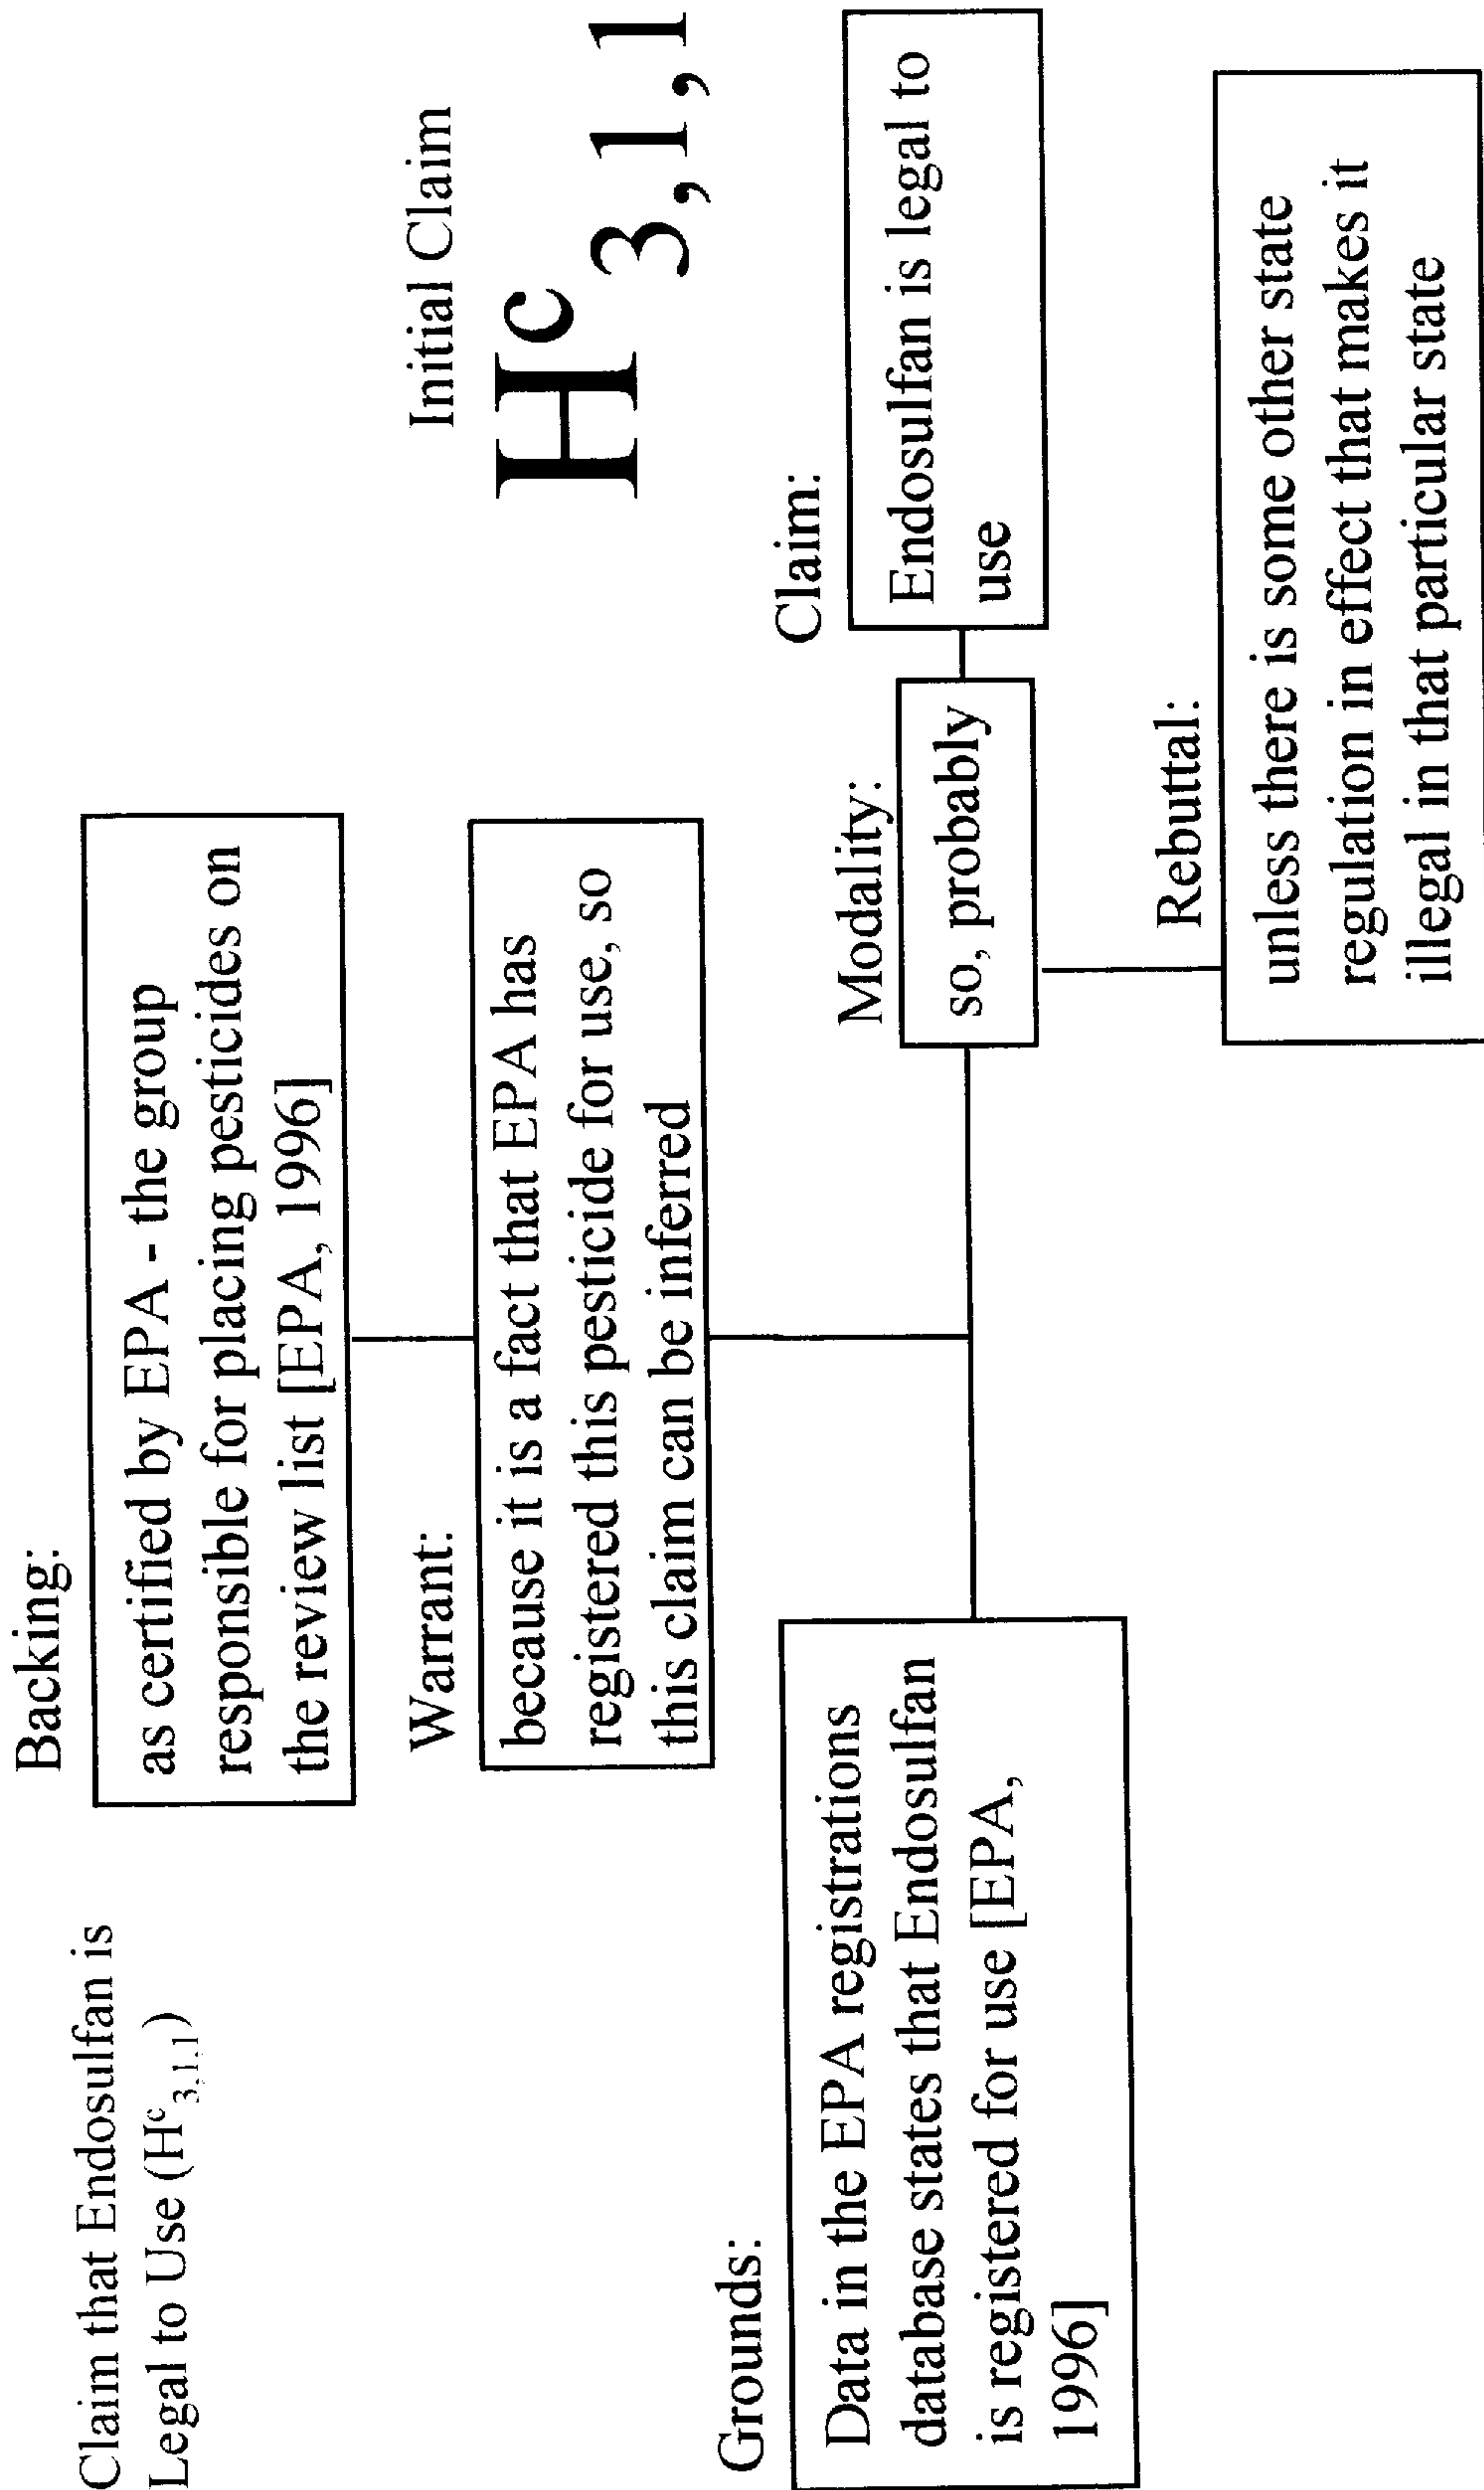 Claim that Endosulfan is
Legal to Use (Hᶜ3,1,1)
Backing:
as certified by EPA - the group
responsible for placing pesticides on
the review list [EPA, 1996]
Warrant:
because it is a fact that EPA has
registered this pesticide for use, so
this claim can be inferred
Initial Claim
Hᶜ3,1,1
Grounds:
Data in the EPA registrations
database states that Endosulfan
is registered for use [EPA,
1996]
Modality:
so, probably
Claim:
Endosulfan is legal to
use
Rebuttal:
unless there is some other state
regulation in effect that makes it
illegal in that particular state